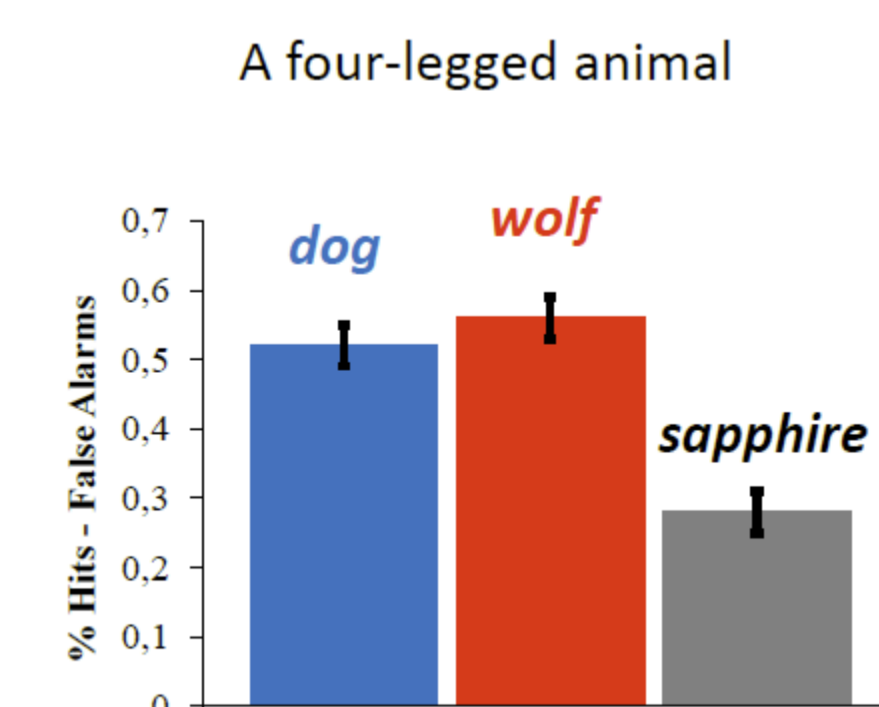 A four-legged animal
wolf
dog
sapphire
% Hits - False Alarms
0,7
0,6
0,5
0,4
0,3
0,2
0,1
0